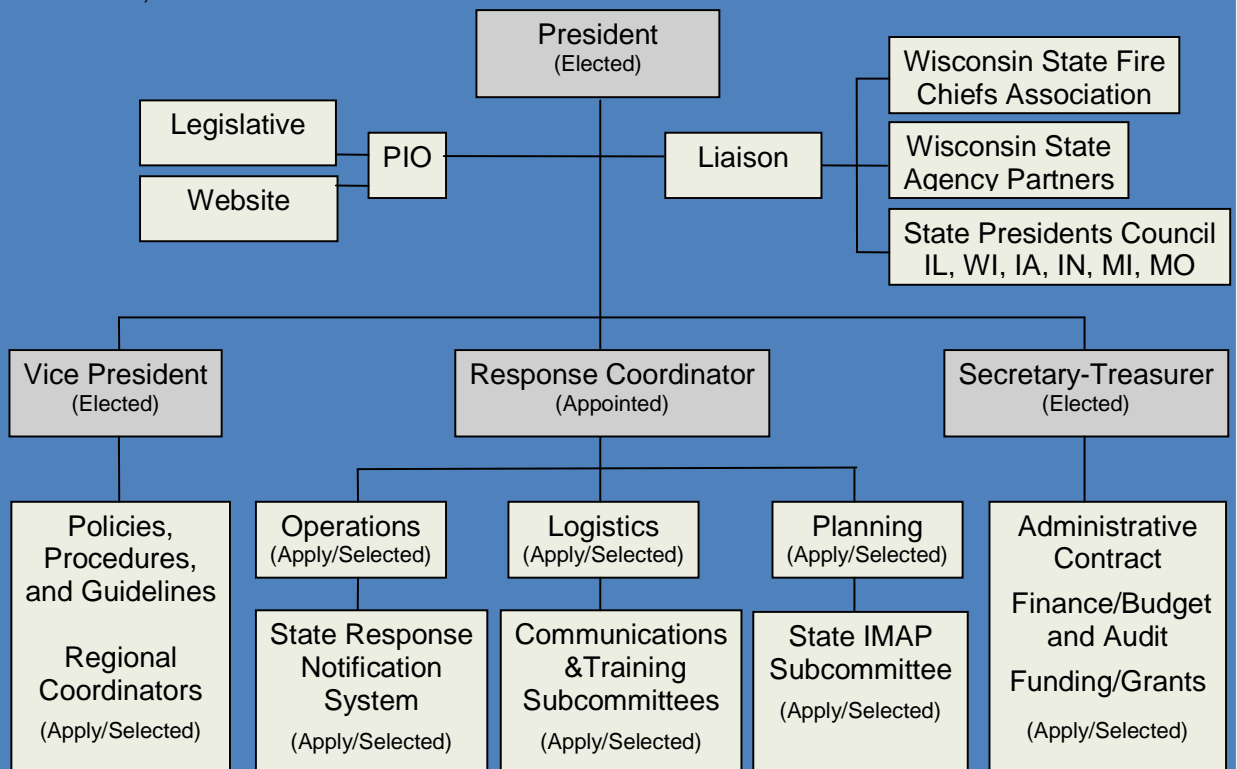 President
(Elected)
Wisconsin State Fire
Chiefs Association
Legislative
PIO
Liaison
Wisconsin State
Agency Partners
Website
State Presidents Council
IL, WI, IA, IN, MI, MO
Vice President
(Elected)
Response Coordinator
(Appointed)
Secretary-Treasurer
(Elected)
Policies,
Procedures,
and Guidelines
Regional
Coordinators
(Apply/Selected)
Operations
(Apply/Selected)
State Response
Notification
System
(Apply/Selected)
Logistics
(Apply/Selected)
Communications
&Training
Subcommittees
(Apply/Selected)
Planning
(Apply/Selected)
State IMAP
Subcommittee
(Apply/Selected)
Administrative
Contract
Finance/Budget
and Audit
Funding/Grants
(Apply/Selected)